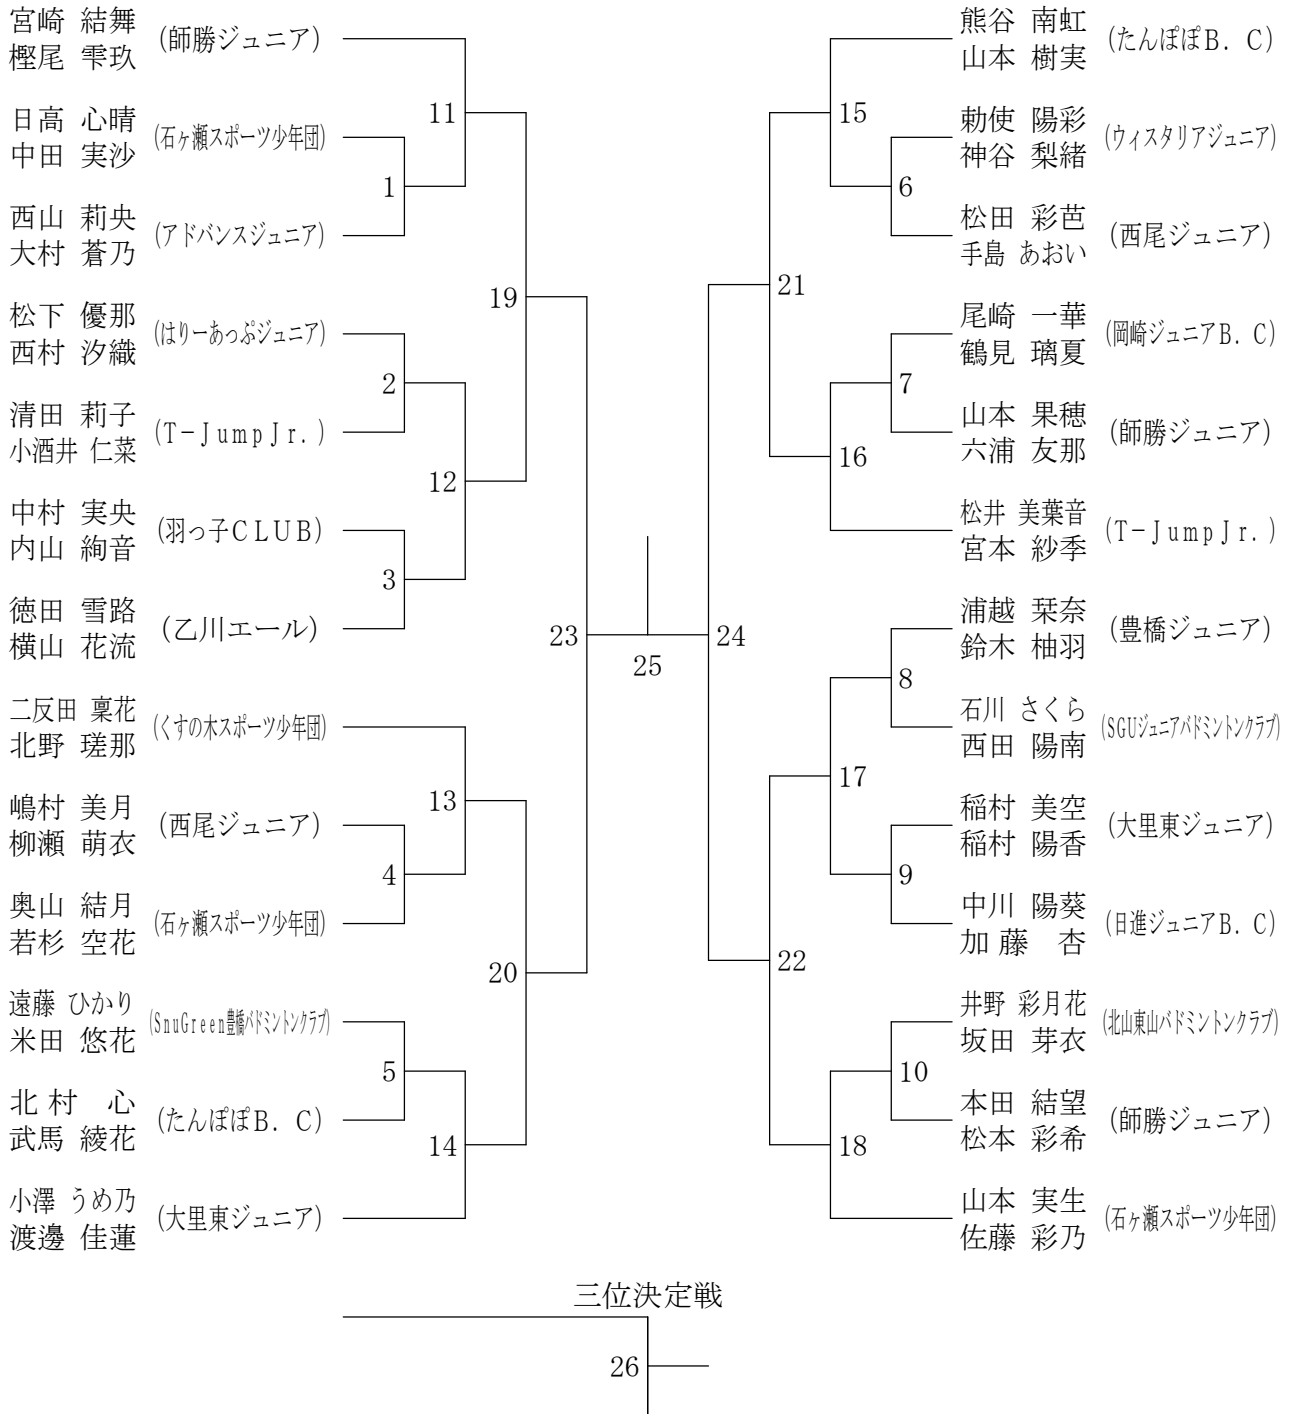 宮崎 結舞
樫尾 雫玖
(師勝ジュニア)
11
日高 心晴
中田 実沙
(石ヶ瀬スポーツ少年団)
1
西山 莉央
大村 蒼乃
(アドバンスジュニア)
19
松下 優那
西村 汐織
(はりーあっぷジュニア)
2
清田 莉子
小酒井 仁菜
(T－JumpJr.)
12
中村 実央
内山 絢音
(羽っ子CLUB)
3
徳田 雪路
横山 花流
(乙川エール)
23
二反田 稟花
北野 瑳那
(くすの木スポーツ少年団)
13
嶋村 美月
柳瀬 萌衣
(西尾ジュニア)
4
奥山 結月
若杉 空花
(石ヶ瀬スポーツ少年団)
20
遠藤 ひかり
米田 悠花
(SnuGreen豊橋バドミントンクラブ)
5
北村 心
武馬 綾花
(たんぽぽB．C)
14
小澤 うめ乃
渡邊 佳蓮
(大里東ジュニア)
25
熊谷 南虹
山本 樹実
(たんぽぽB．C)
15
勅使 陽彩
神谷 梨緒
(ウィスタリアジュニア)
6
松田 彩芭
手島 あおい
(西尾ジュニア)
21
尾崎 一華
鶴見 璃夏
(岡崎ジュニアB．C)
7
山本 果穂
六浦 友那
(師勝ジュニア)
16
松井 美葉音
宮本 紗季
(T－JumpJr.)
24
浦越 栞奈
鈴木 柚羽
(豊橋ジュニア)
8
石川 さくら
西田 陽南
(SGUジュニアバドミントンクラブ)
17
稲村 美空
稲村 陽香
(大里東ジュニア)
9
中川 陽葵
加藤 杏
(日進ジュニアB．C)
22
井野 彩月花
坂田 芽衣
(北山東山バドミントンクラブ)
10
本田 結望
松本 彩希
(師勝ジュニア)
18
山本 実生
佐藤 彩乃
(石ヶ瀬スポーツ少年団)
三位決定戦
26